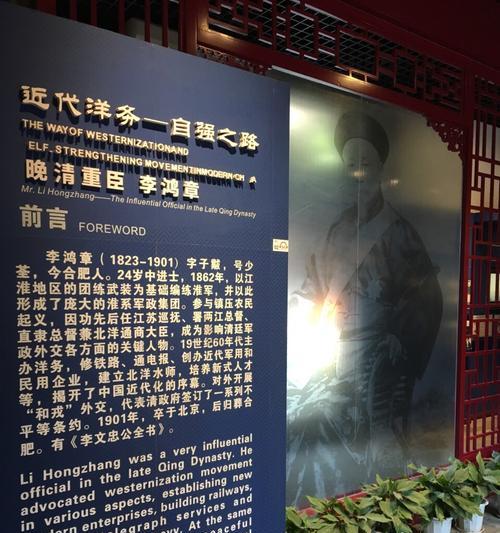 近代洋务—自强之路
THE WAY OF WESTERNIZATION AND
ELF. STRENGTHENING MOVEMENT IN MODERN CH A
晚清重臣 李鸿章
Mr. Li Hongzhang——The Influential Official in the Late Qing Dynasty
前言 FOREWORD
李鸿章（1823-1901）字子黻，号少
荃，今合肥人。24岁中进士，1862年，以江
淮地区的团练武装为基础编练淮军，并以此
形成了庞大的淮系军政集团。参与镇压农民
起义，因功先后任江苏巡抚、署两江总督、
直隶总督兼北洋通商大臣，成为影响清廷军
政外交各方面的关键人物。19世纪60年代主
办洋务，修铁路、通电报、创办近代军用和
民用企业，建立北洋水师，培养新式人才
等，揭开了中国近代化的序幕。对外开展
“和戎”外交，代表清政府签订了一系列不
平等条约。1901年，卒于北京，后归葬合
肥。有《李文忠公全书》。
Li Hongzhang was a very influential
official in the late Qing Dynasty. He
advocated westernization movement
in various aspects, establishing new
enterprises, building railways,
telegraph services and
navy. At the same
peaceful